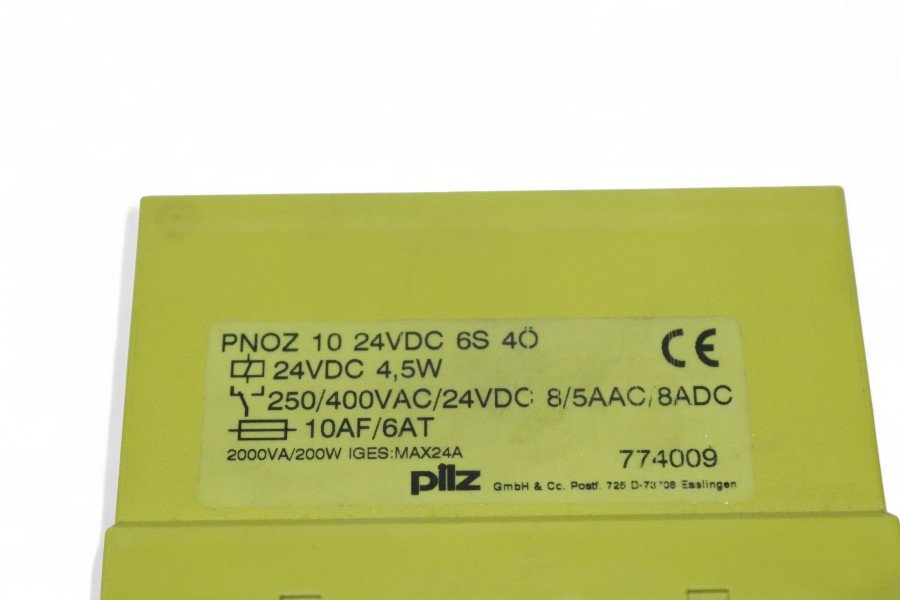 PNOZ 10 24VDC 6S 4Ö
CE
24VDC 4,5W
250/400VAC/24VDC 8/5AAC/8ADC
10AF/6AT
2000VA/200W IGES:MAX24A
774009
pilz GmbH & Co. Postf. 725 Esslingen